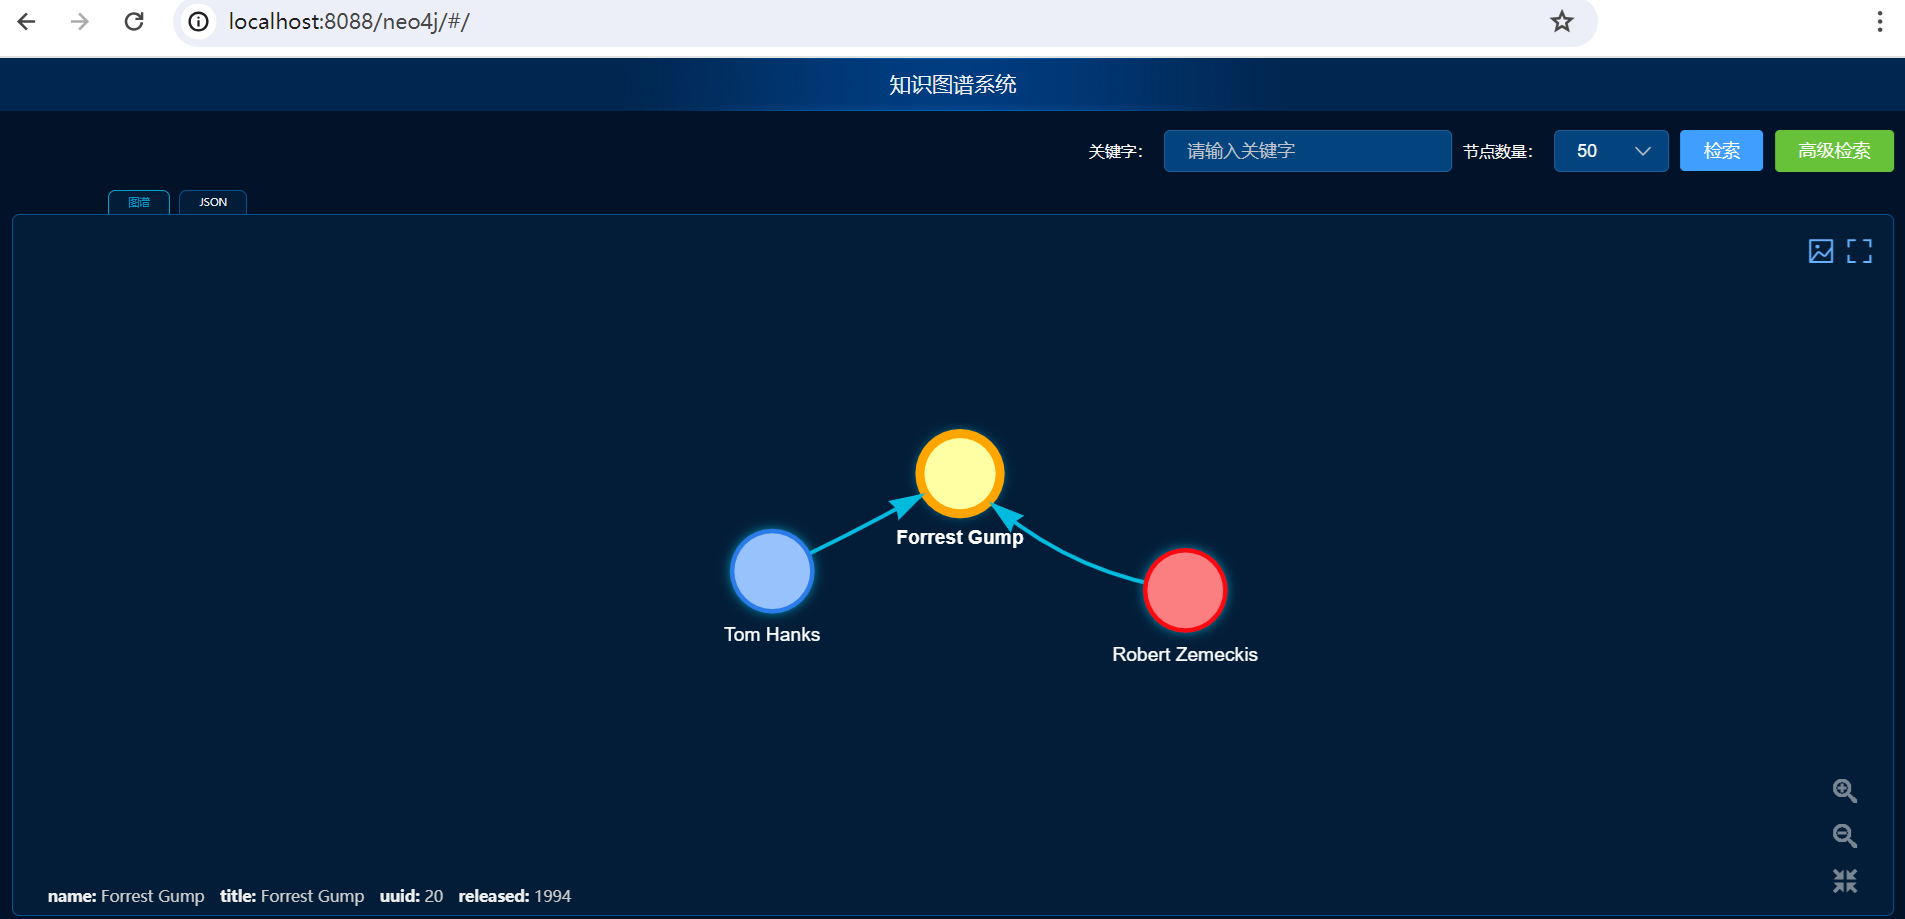 localhost:8088/neo4j/#/
知识图谱系统
关键字： 请输入关键字 节点数量： 50 检索 高级检索
图谱 JSON
Forrest Gump
Tom Hanks
Robert Zemeckis
name: Forrest Gump title: Forrest Gump uuid: 20 released: 1994